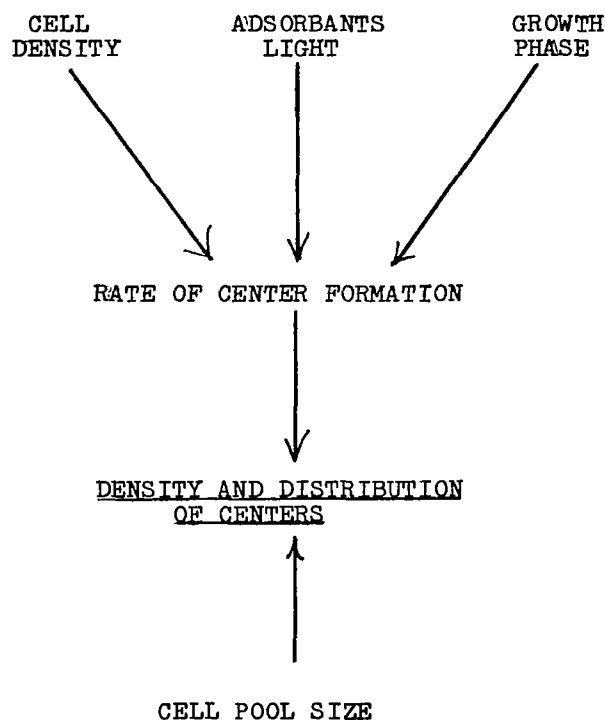 CELL DENSITY
ADSORBANTS LIGHT
GROWTH PHASE
RATE OF CENTER FORMATION
DENSITY AND DISTRIBUTION
OF CENTERS
CELL POOL SIZE